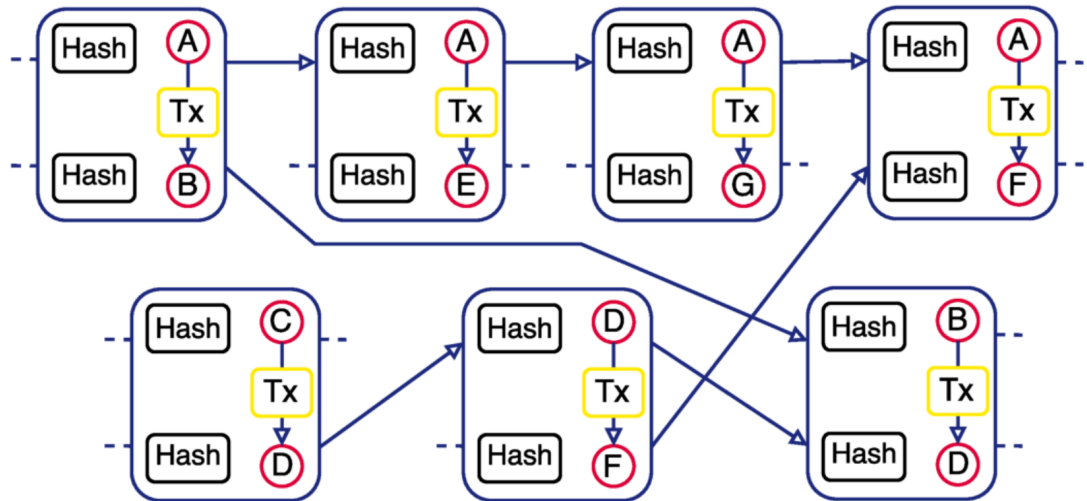 Hash A Hash A Hash A Hash A
Tx Tx Tx Tx
Hash B Hash E Hash G Hash F
Hash C Hash D Hash B
Tx Tx Tx
Hash D Hash F Hash D